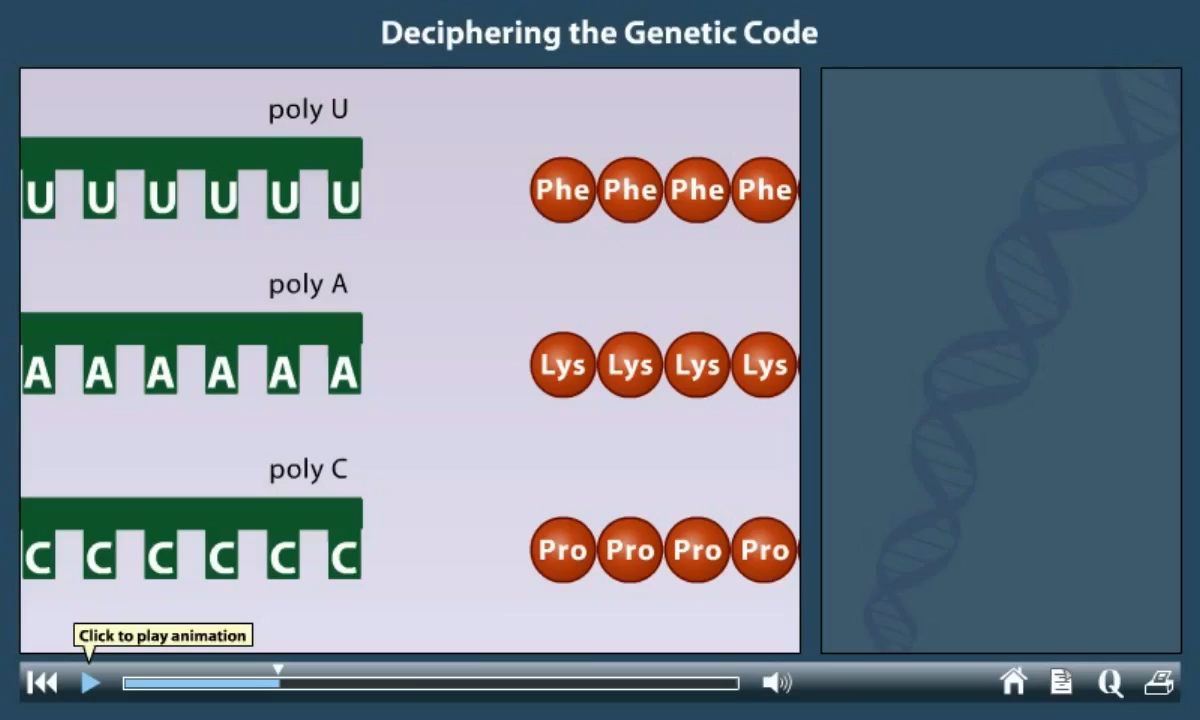 Deciphering the Genetic Code
poly U
U U U U U U
Phe Phe Phe Phe
poly A
A A A A A A
Lys Lys Lys Lys
poly C
C C C C C C
Pro Pro Pro Pro
Click to play animation
Q